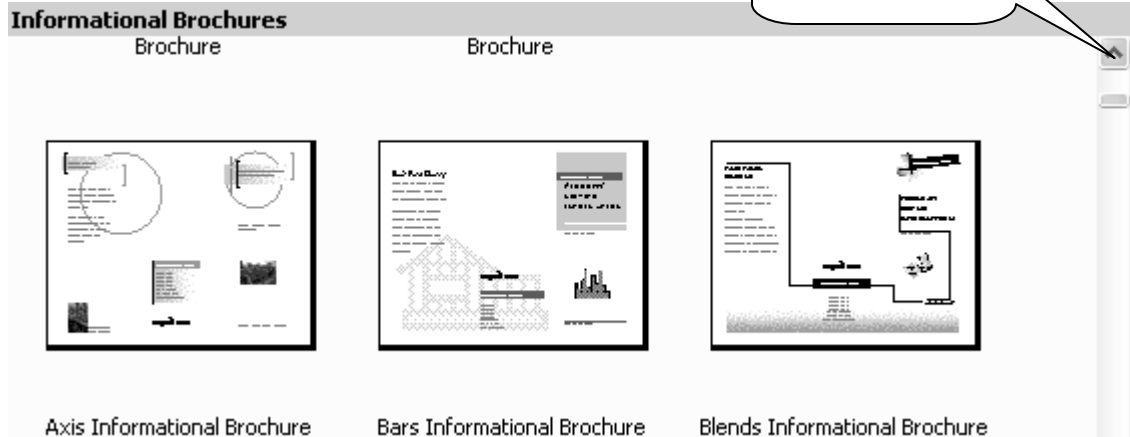 Informational Brochures
Brochure Brochure
Axis Informational Brochure Bars Informational Brochure Blends Informational Brochure